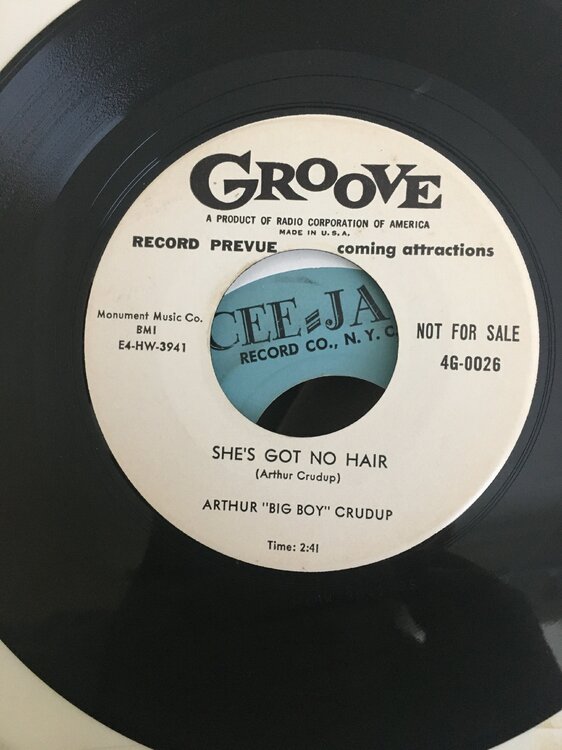 GROOVE
A PRODUCT OF RADIO CORPORATION OF AMERICA
MADE IN U.S.A.
RECORD PREVUE coming attractions
Monument Music Co.
BMI
E4-HW-3941
CEE=JA
RECORD CO., N. Y. C.
NOT FOR SALE
4G-0026
SHE'S GOT NO HAIR
(Arthur Crudup)
ARTHUR "BIG BOY" CRUDUP
Time: 2:41